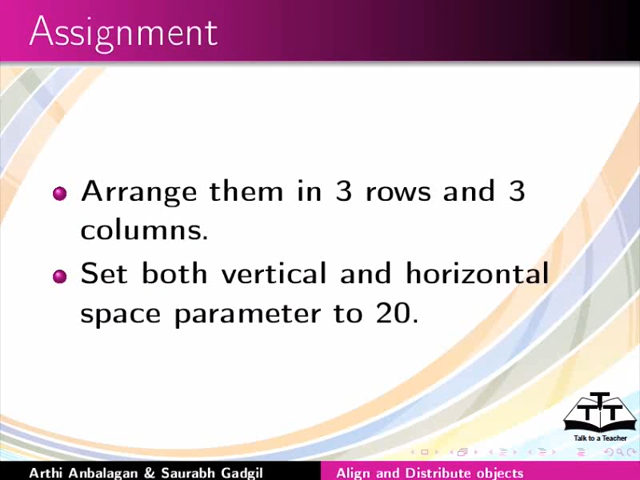 Assignment
Arrange them in 3 rows and 3
columns.
Set both vertical and horizontal
space parameter to 20.
TTT
Talk to a Teacher
Arthi Anbalagan & Saurabh Gadgil
Align and Distribute objects